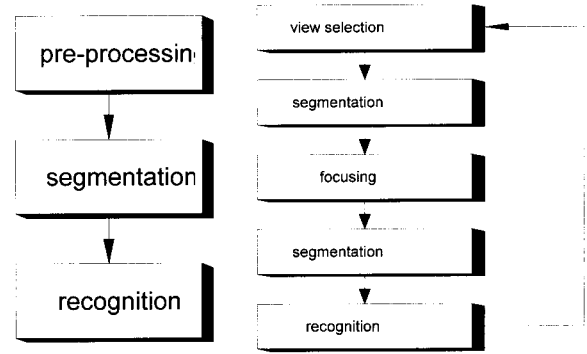 pre-processin
segmentation
recognition
view selection
segmentation
focusing
segmentation
recognition